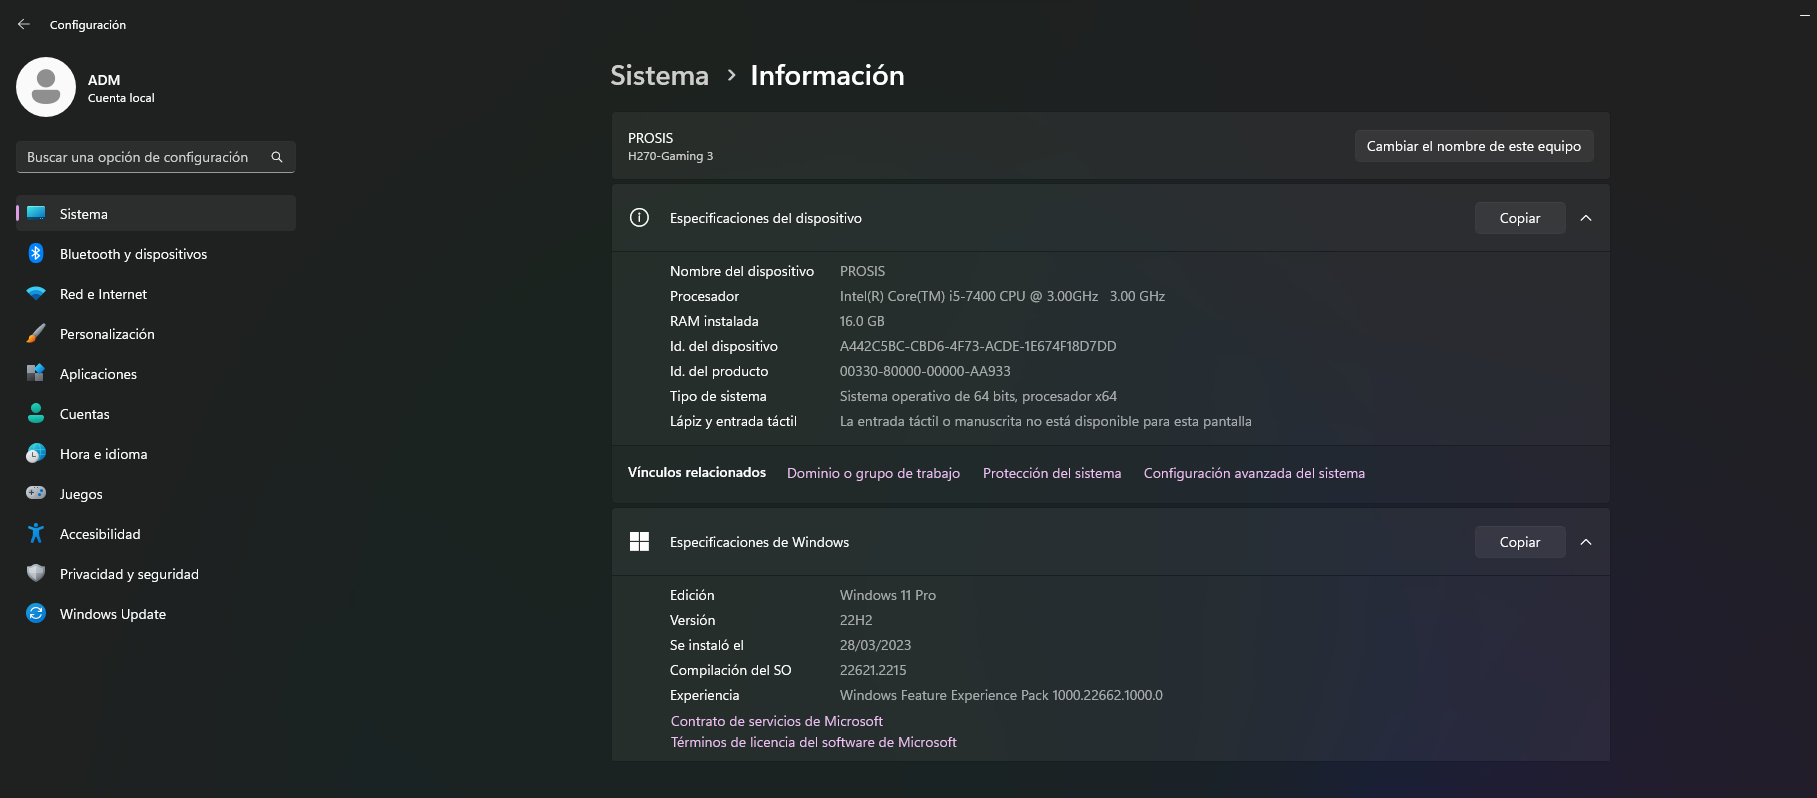 Configuración
ADM
Cuenta local
Buscar una opción de configuración
Sistema
Bluetooth y dispositivos
Red e Internet
Personalización
Aplicaciones
Cuentas
Hora e idioma
Juegos
Accesibilidad
Privacidad y seguridad
Windows Update
Sistema > Información
PROSIS
H270-Gaming 3
Cambiar el nombre de este equipo
Especificaciones del dispositivo Copiar
Nombre del dispositivo PROSIS
Procesador Intel(R) Core(TM) i5-7400 CPU @ 3.00GHz 3.00 GHz
RAM instalada 16.0 GB
Id. del dispositivo A442C5BC-CBD6-4F73-ACDE-1E674F18D7DD
Id. del producto 00330-80000-00000-AA933
Tipo de sistema Sistema operativo de 64 bits, procesador x64
Lápiz y entrada táctil La entrada táctil o manuscrita no está disponible para esta pantalla
Vínculos relacionados Dominio o grupo de trabajo Protección del sistema Configuración avanzada del sistema
Especificaciones de Windows Copiar
Edición Windows 11 Pro
Versión 22H2
Se instaló el 28/03/2023
Compilación del SO 22621.2215
Experiencia Windows Feature Experience Pack 1000.22662.1000.0
Contrato de servicios de Microsoft
Términos de licencia del software de Microsoft